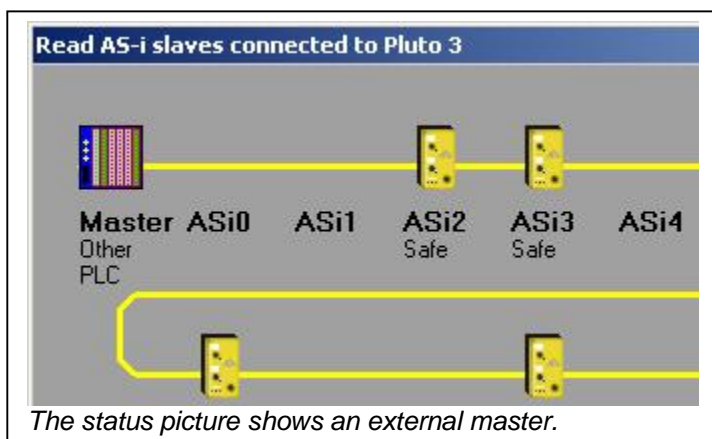 Read AS-i slaves connected to Pluto 3
Master ASi0 ASi1 ASi2 ASi3 ASi4
Other Safe Safe
PLC
The status picture shows an external master.